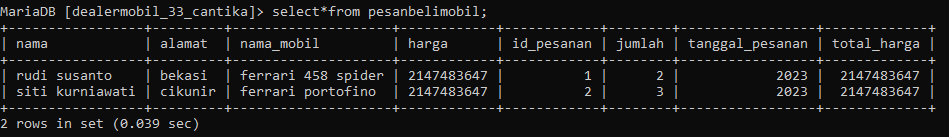 MariaDB [dealermobil_33_cantika]> select*from pesanbelimobil;
+-----------------+---------+--------------------+------------+------------+--------+-----------------+-------------+
| nama            | alamat  | nama_mobil         | harga      | id_pesanan | jumlah | tanggal_pesanan | total_harga |
+-----------------+---------+--------------------+------------+------------+--------+-----------------+-------------+
| rudi susanto    | bekasi  | ferrari 458 spider | 2147483647 |          1 |      2 |            2023 |  2147483647 |
| siti kurniawati | cikunir | ferrari portofino  | 2147483647 |          2 |      3 |            2023 |  2147483647 |
+-----------------+---------+--------------------+------------+------------+--------+-----------------+-------------+
2 rows in set (0.039 sec)